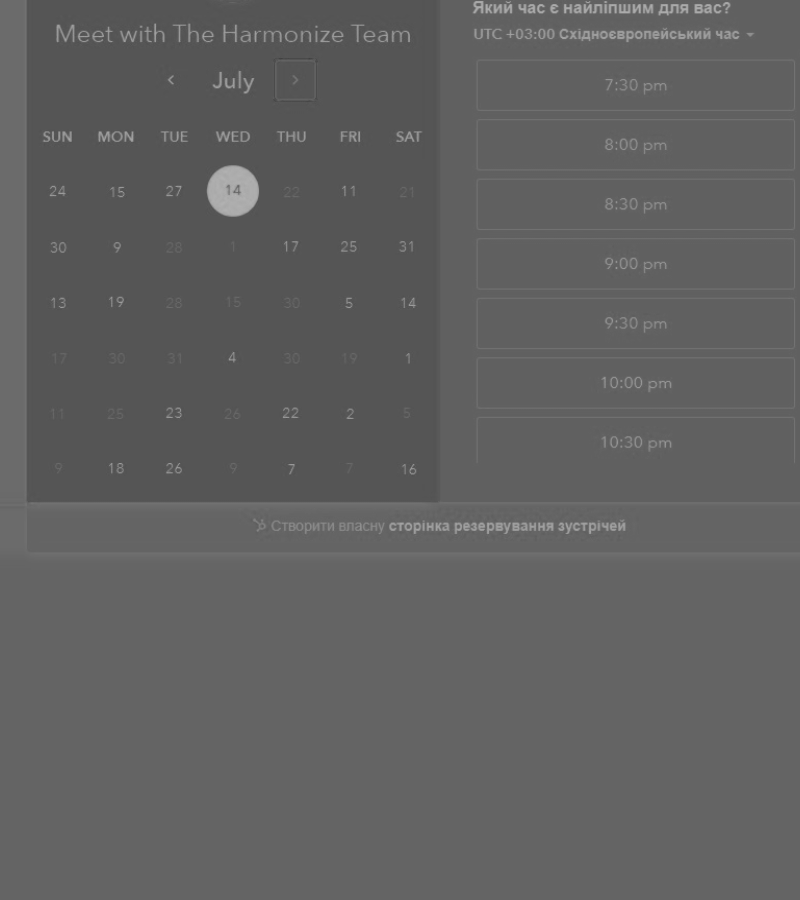 Meet with The Harmonize Team
July
SUN MON TUE WED THU FRI SAT
24 15 27 14 22 11 21
30 9 28 1 17 25 31
13 19 28 15 30 5 14
17 30 31 4 30 19 1
11 25 23 26 22 2 5
9 18 26 9 7 7 16
Який час є найліпшим для вас?
UTC +03:00 Східноєвропейський час
7:30 pm
8:00 pm
8:30 pm
9:00 pm
9:30 pm
10:00 pm
10:30 pm
Створити власну сторінка резервування зустрічей